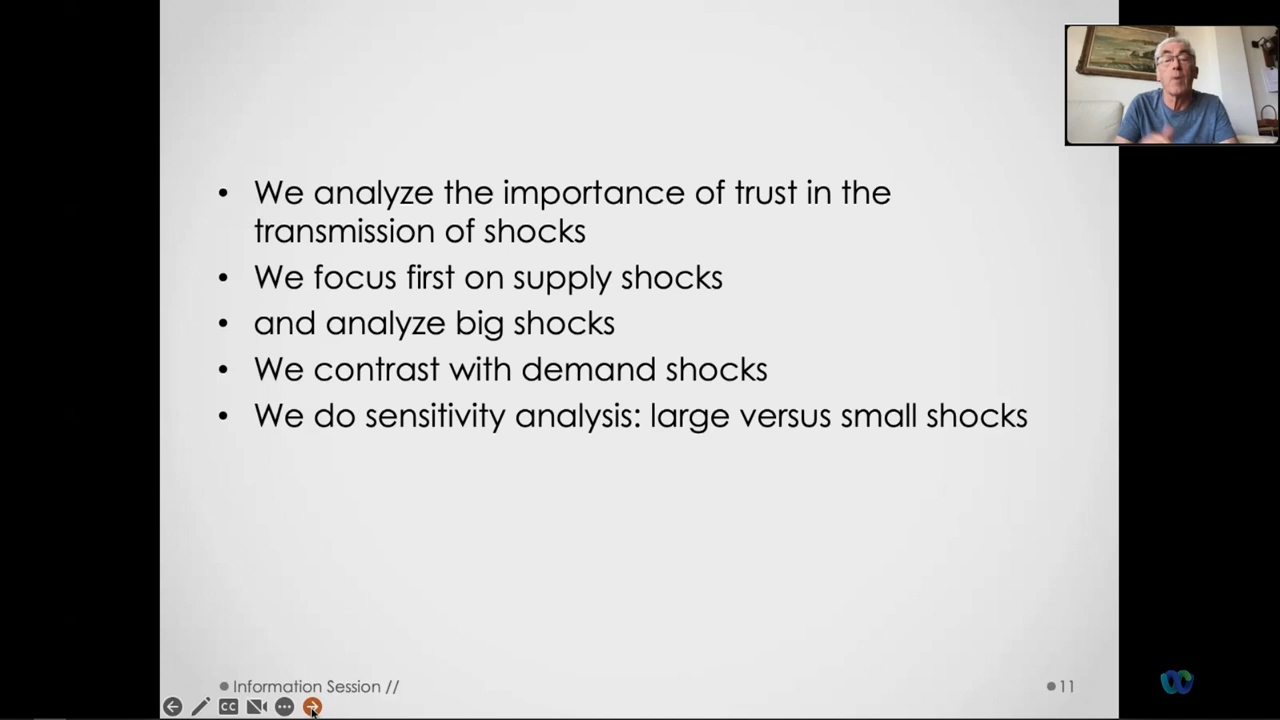 • We analyze the importance of trust in the
transmission of shocks
• We focus first on supply shocks
• and analyze big shocks
• We contrast with demand shocks
• We do sensitivity analysis: large versus small shocks
Information Session //
11
CC